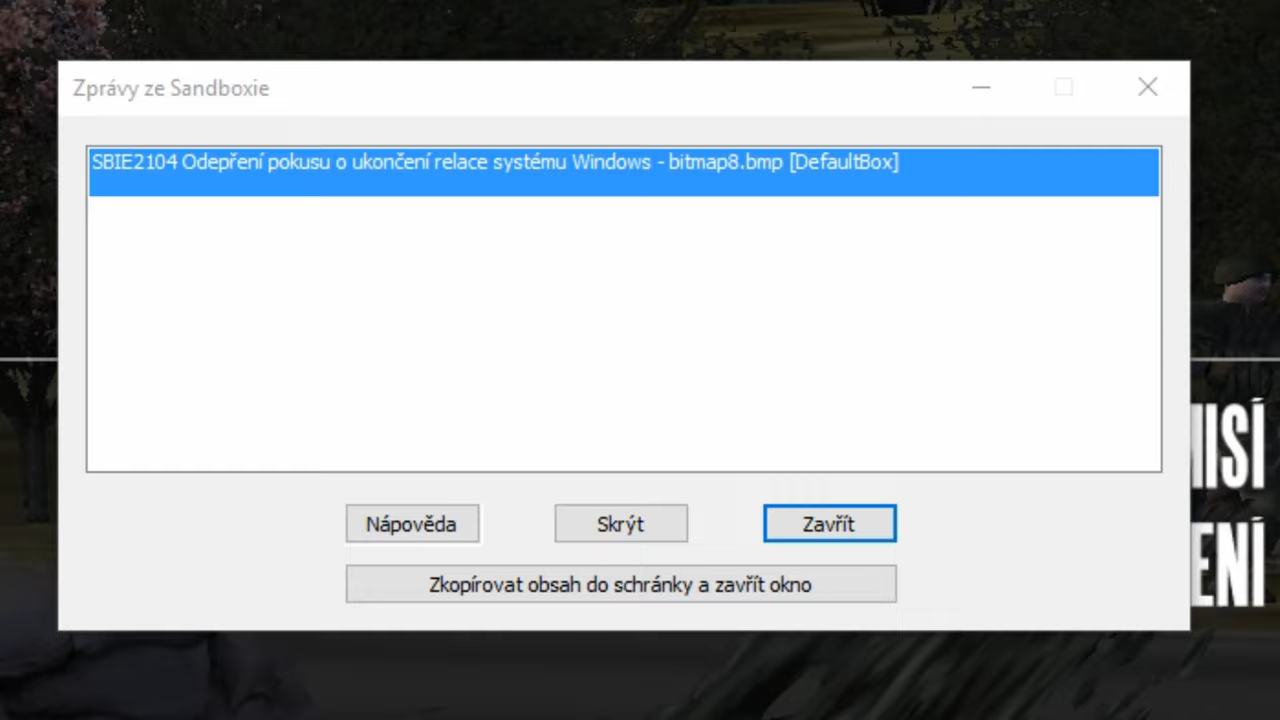 Zprávy ze Sandboxie
SBIE2104 Odepření pokusu o ukončení relace systému Windows - bitmap8.bmp [DefaultBox]
Nápověda
Skrýt
Zavřít
Zkopírovat obsah do schránky a zavřít okno